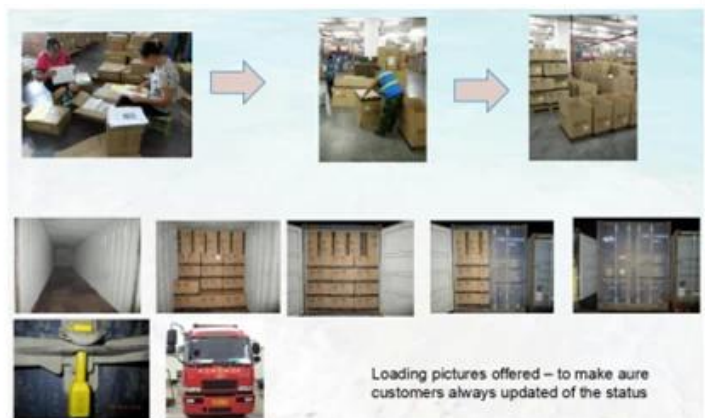 Loading pictures offered – to make aure
customers always updated of the status